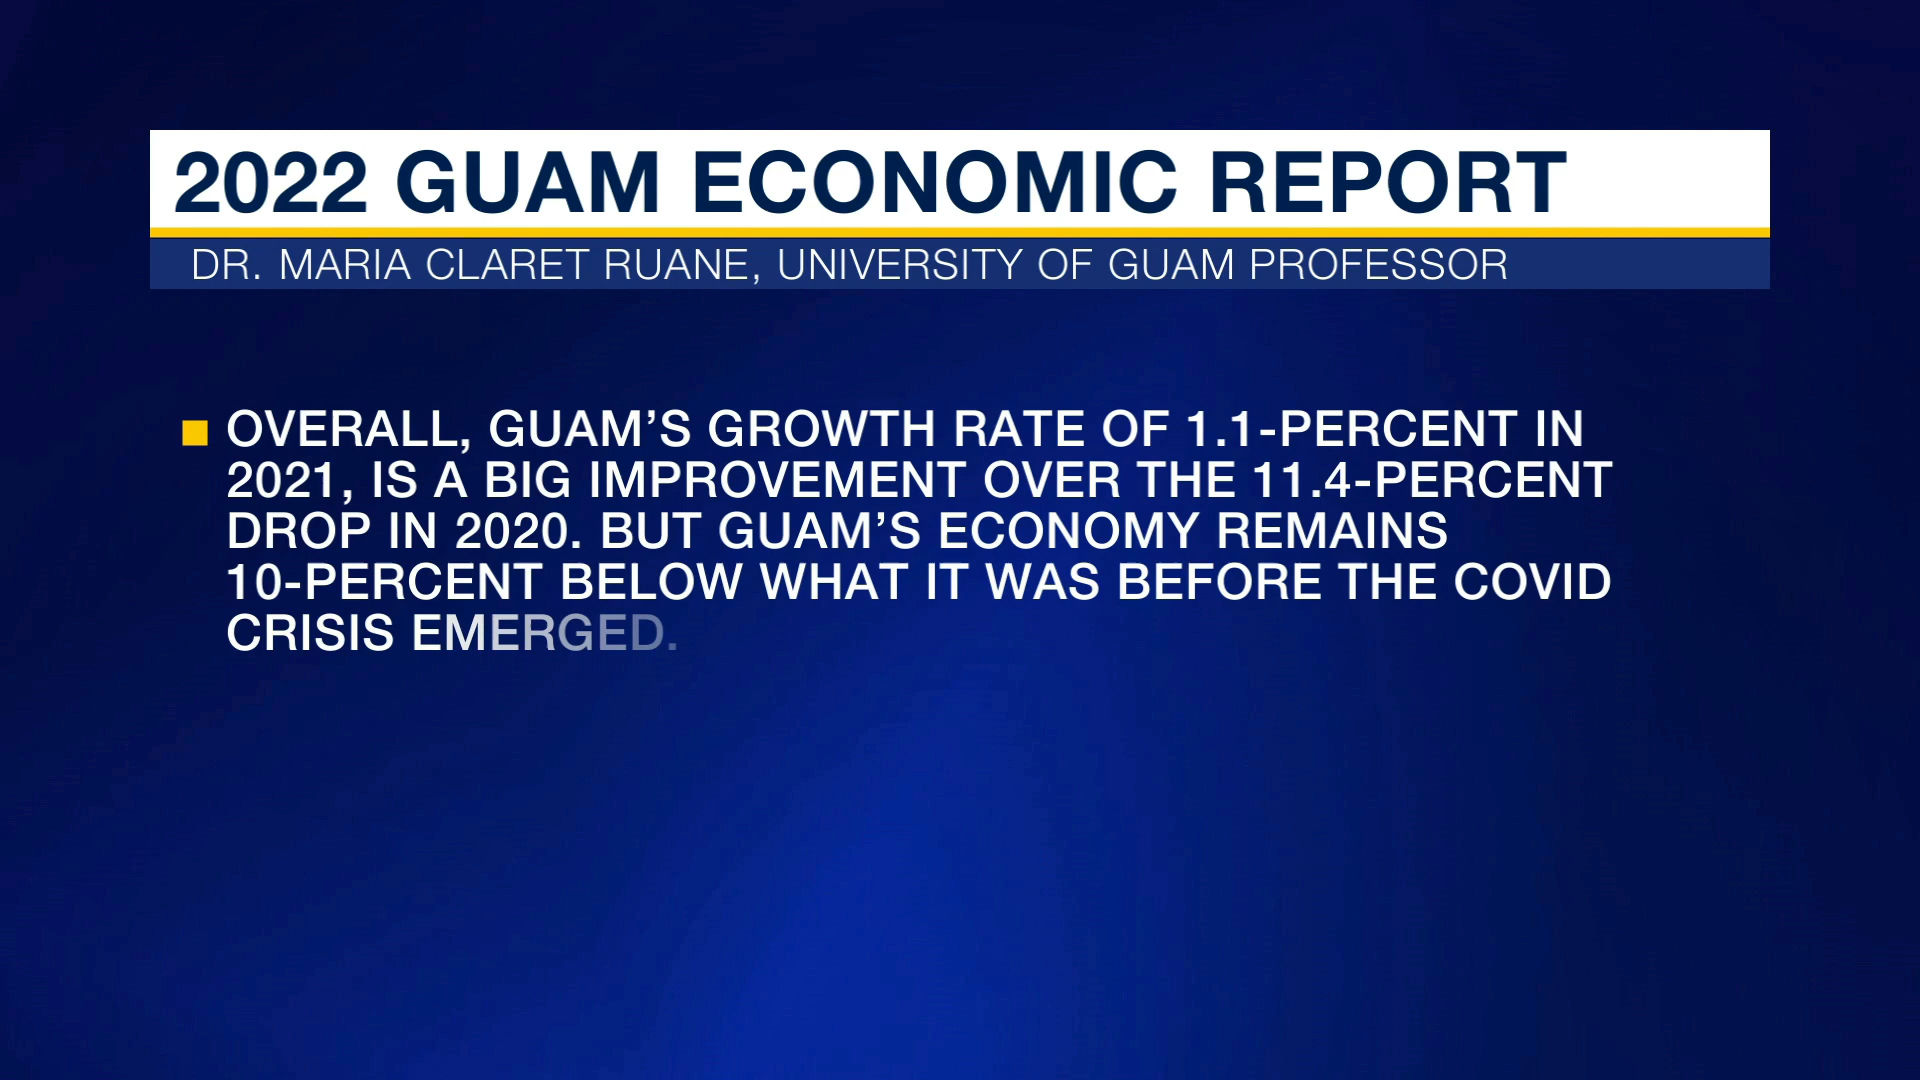 2022 GUAM ECONOMIC REPORT
DR. MARIA CLARET RUANE, UNIVERSITY OF GUAM PROFESSOR
OVERALL, GUAM’S GROWTH RATE OF 1.1-PERCENT IN
2021, IS A BIG IMPROVEMENT OVER THE 11.4-PERCENT
DROP IN 2020. BUT GUAM’S ECONOMY REMAINS
10-PERCENT BELOW WHAT IT WAS BEFORE THE COVID
CRISIS EMERGED.